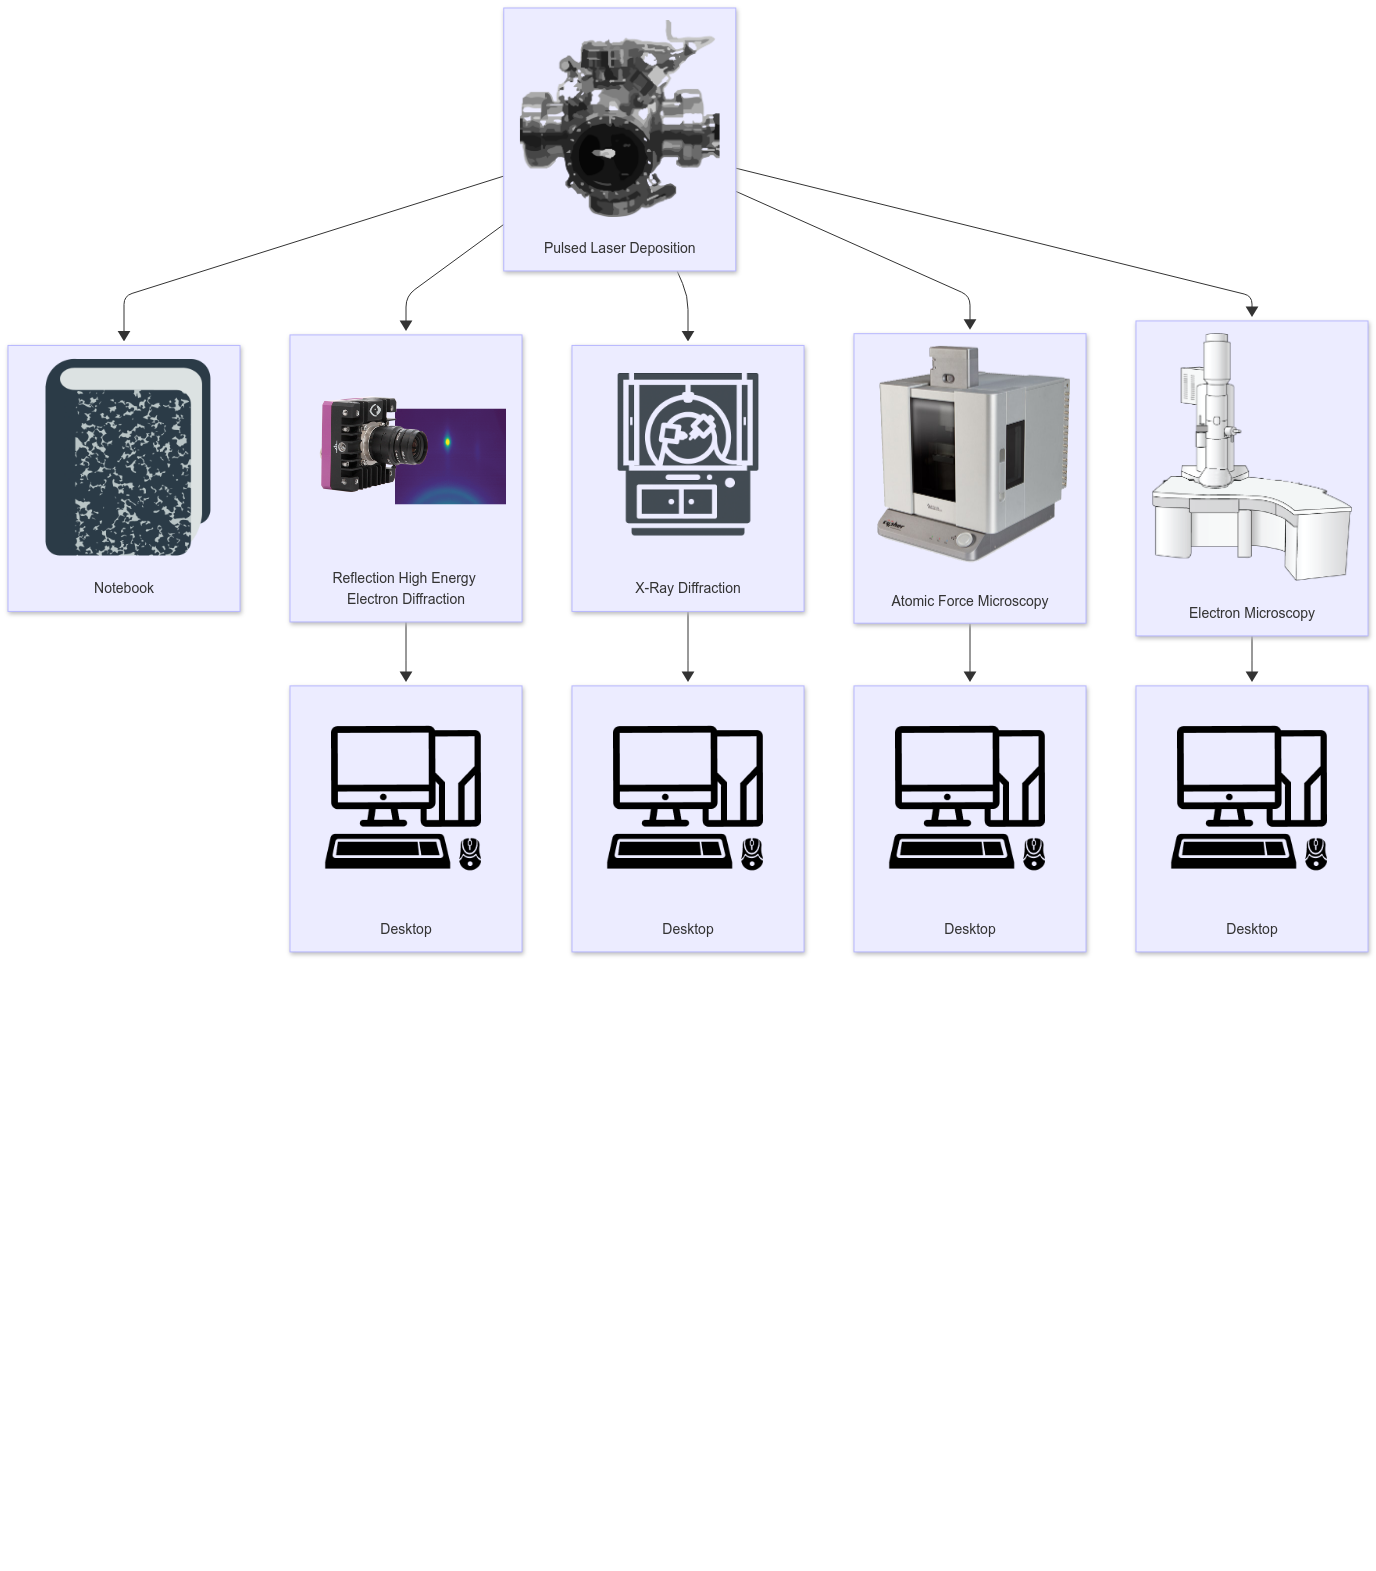 Pulsed Laser Deposition
Notebook
Reflection High Energy
Electron Diffraction
X-Ray Diffraction
Atomic Force Microscopy
Electron Microscopy
Desktop
Desktop
Desktop
Desktop